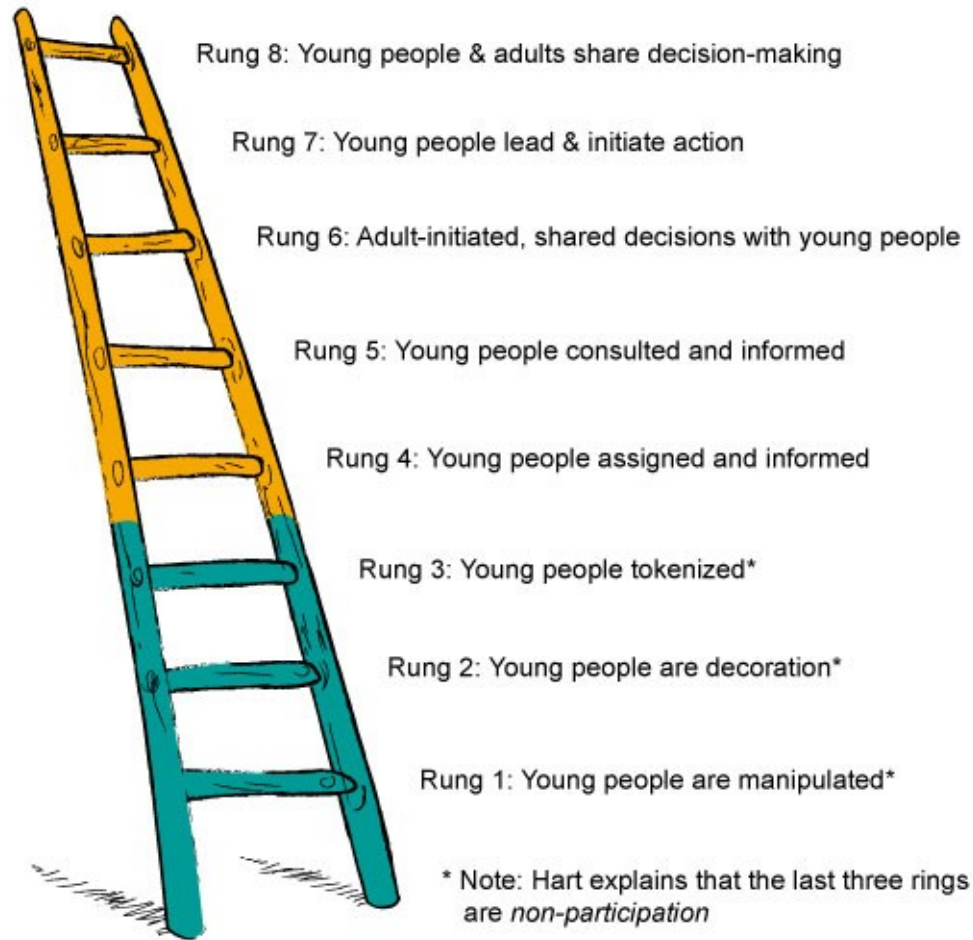 Rung 8: Young people & adults share decision-making
Rung 7: Young people lead & initiate action
Rung 6: Adult-initiated, shared decisions with young people
Rung 5: Young people consulted and informed
Rung 4: Young people assigned and informed
Rung 3: Young people tokenized*
Rung 2: Young people are decoration*
Rung 1: Young people are manipulated*
* Note: Hart explains that the last three rings
are non-participation